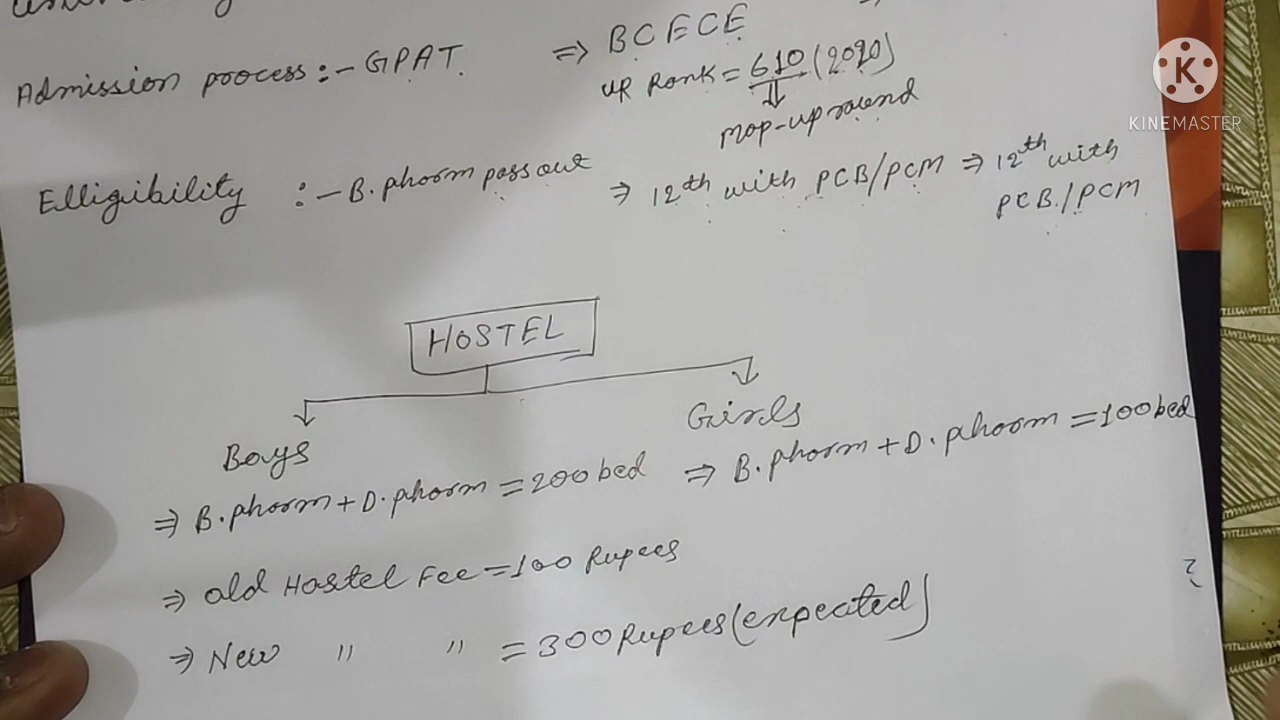 Admission process :- GPAT. ⇒ BCECE
UR Rank = 610 (2020)
⇓
Mop-up round
Elligibility :- B.pharm pass out ⇒ 12th with PCB/PCM ⇒ 12th with
PCB/PCM
HOSTEL
Boys
Girls
⇒ B.pharm + D.pharm = 200 bed ⇒ B.pharm + D.pharm = 100 bed
⇒ old Hostel Fee = 100 Rupees
⇒ New " " = 300 Rupees (expected)
K
KINEMASTER